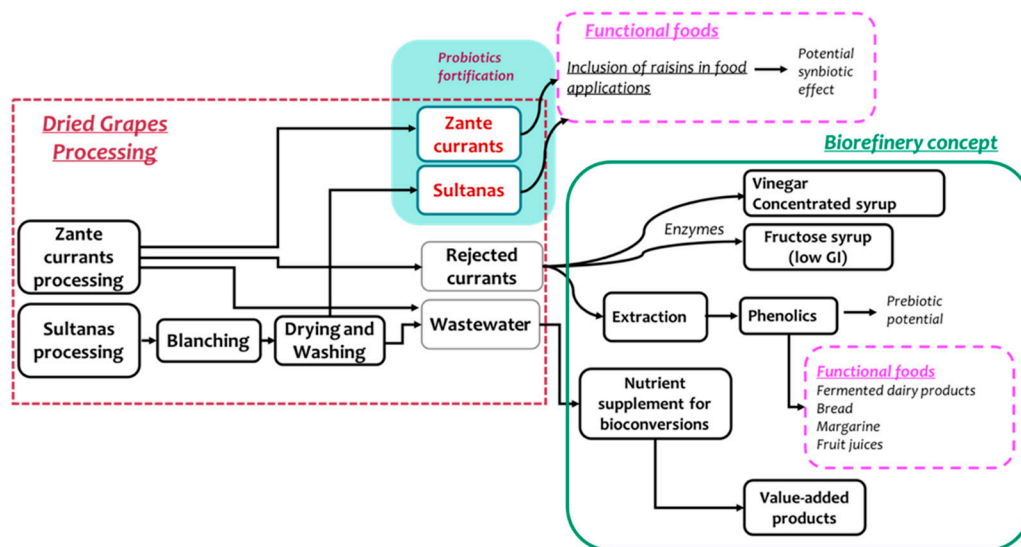 Functional foods
Inclusion of raisins in food
applications
Potential
synbiotic
effect
Probiotics
fortification
Dried Grapes
Processing
Zante
currants
Sultanas
Biorefinery concept
Vinegar
Concentrated syrup
Enzymes
Fructose syrup
(low GI)
Zante
currants
processing
Rejected
currants
Sultanas
processing
Blanching
Drying and
Washing
Wastewater
Extraction
Phenolics
Prebiotic
potential
Functional foods
Fermented dairy products
Bread
Margarine
Fruit juices
Nutrient
supplement for
bioconversions
Value-added
products